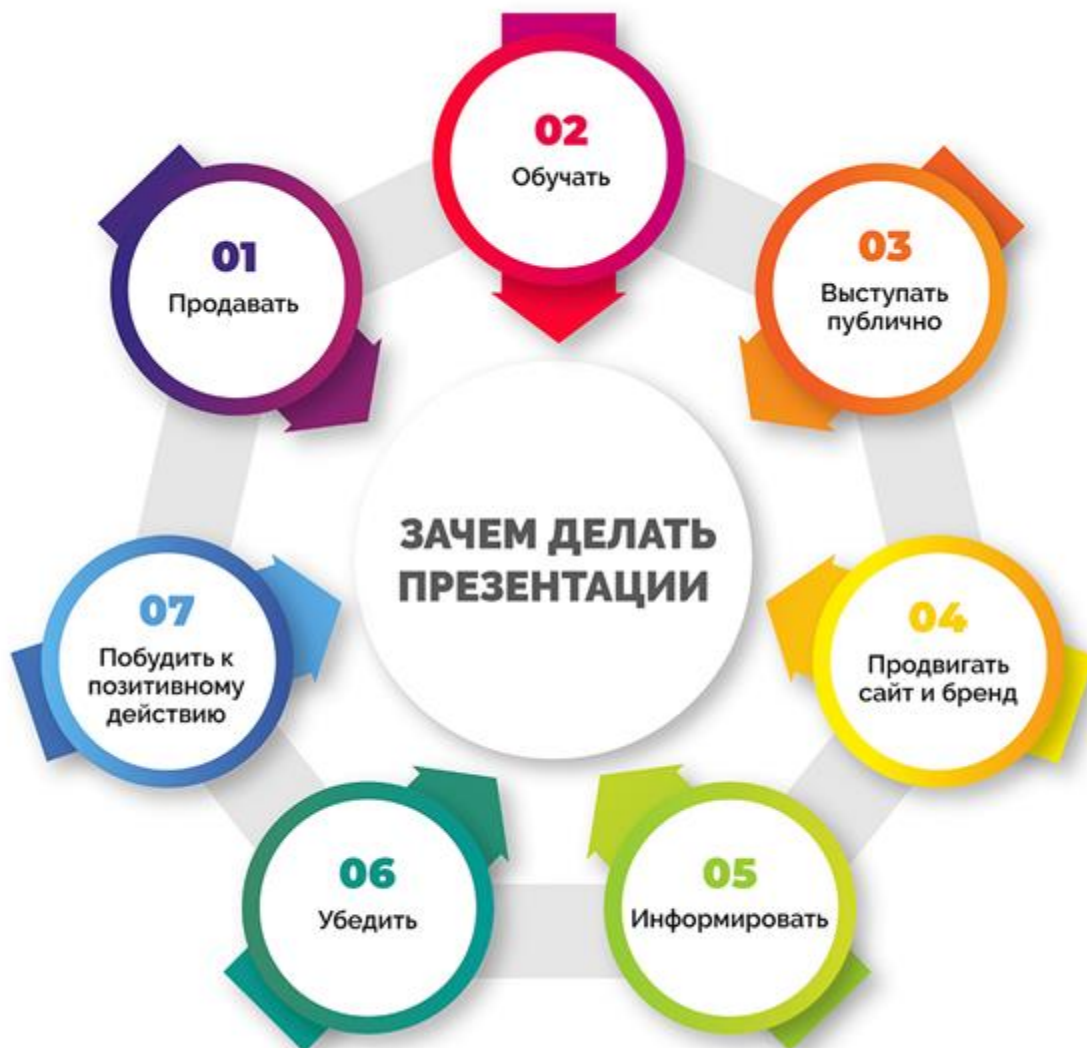 01
Продавать
02
Обучать
03
Выступать
публично
04
Продвигать
сайт и бренд
05
Информировать
06
Убедить
07
Побудить к
позитивному
действию
ЗАЧЕМ ДЕЛАТЬ
ПРЕЗЕНТАЦИИ